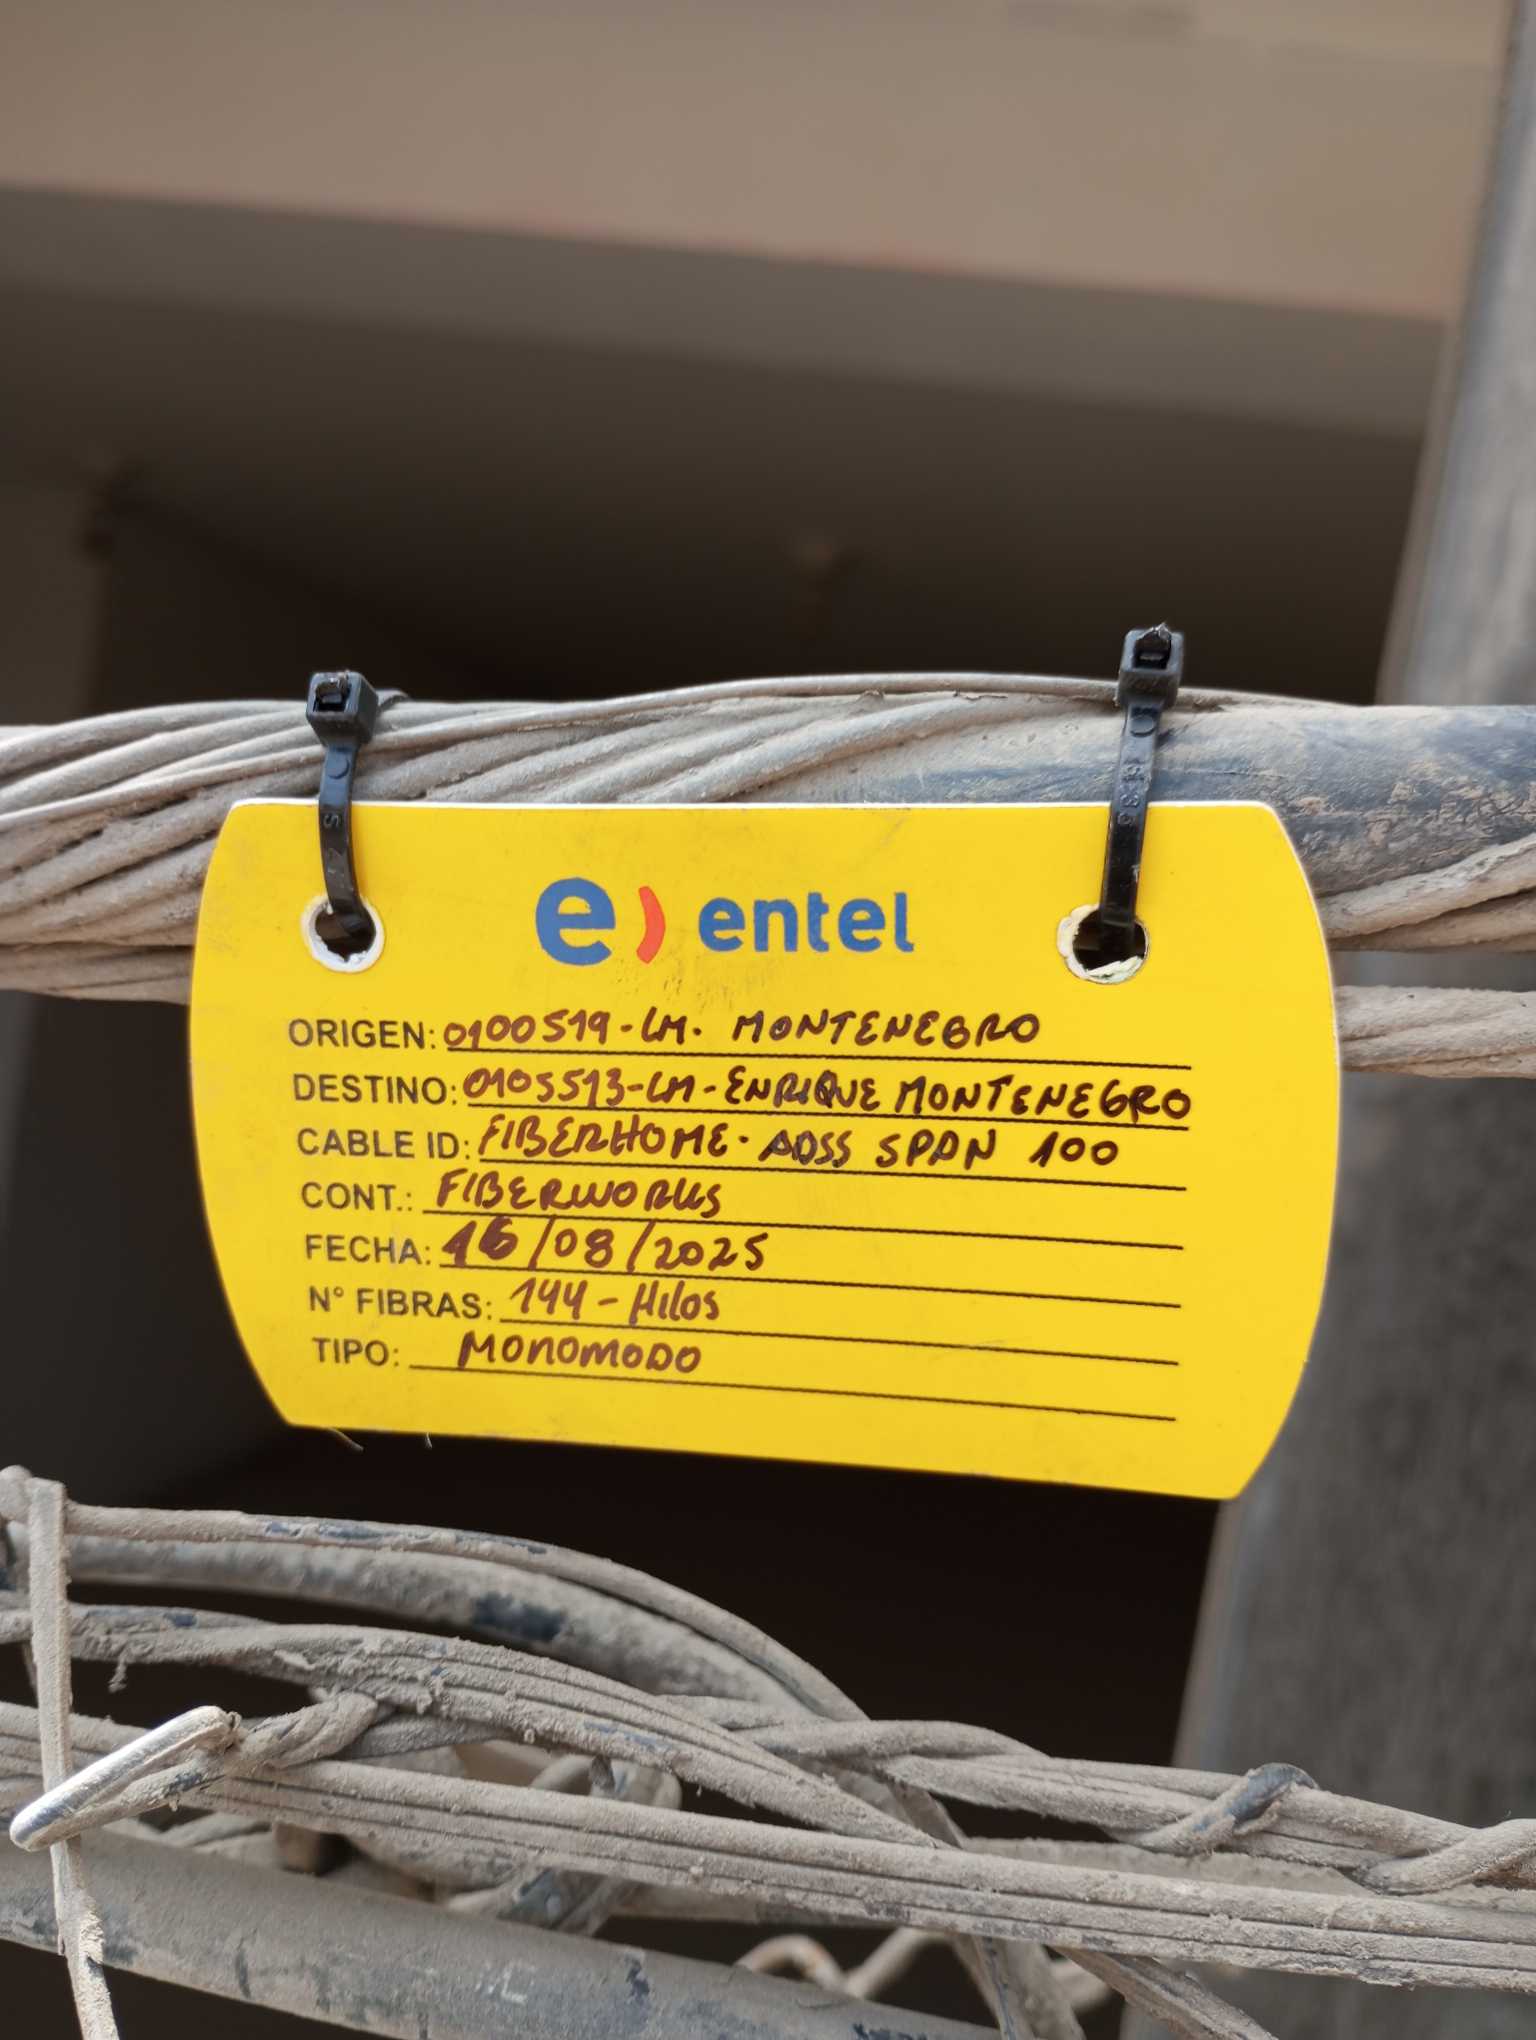 e) entel
ORIGEN: 0100519-LM. MONTENEGRO
DESTINO: 0105513-LM-ENRIQUE MONTENEGRO
CABLE ID: FIBERHOME. ADSS SPAN 100
CONT.: FIBERWORKS
FECHA: 16/08/2025
N° FIBRAS: 144-Hilos
TIPO: MONOMODO